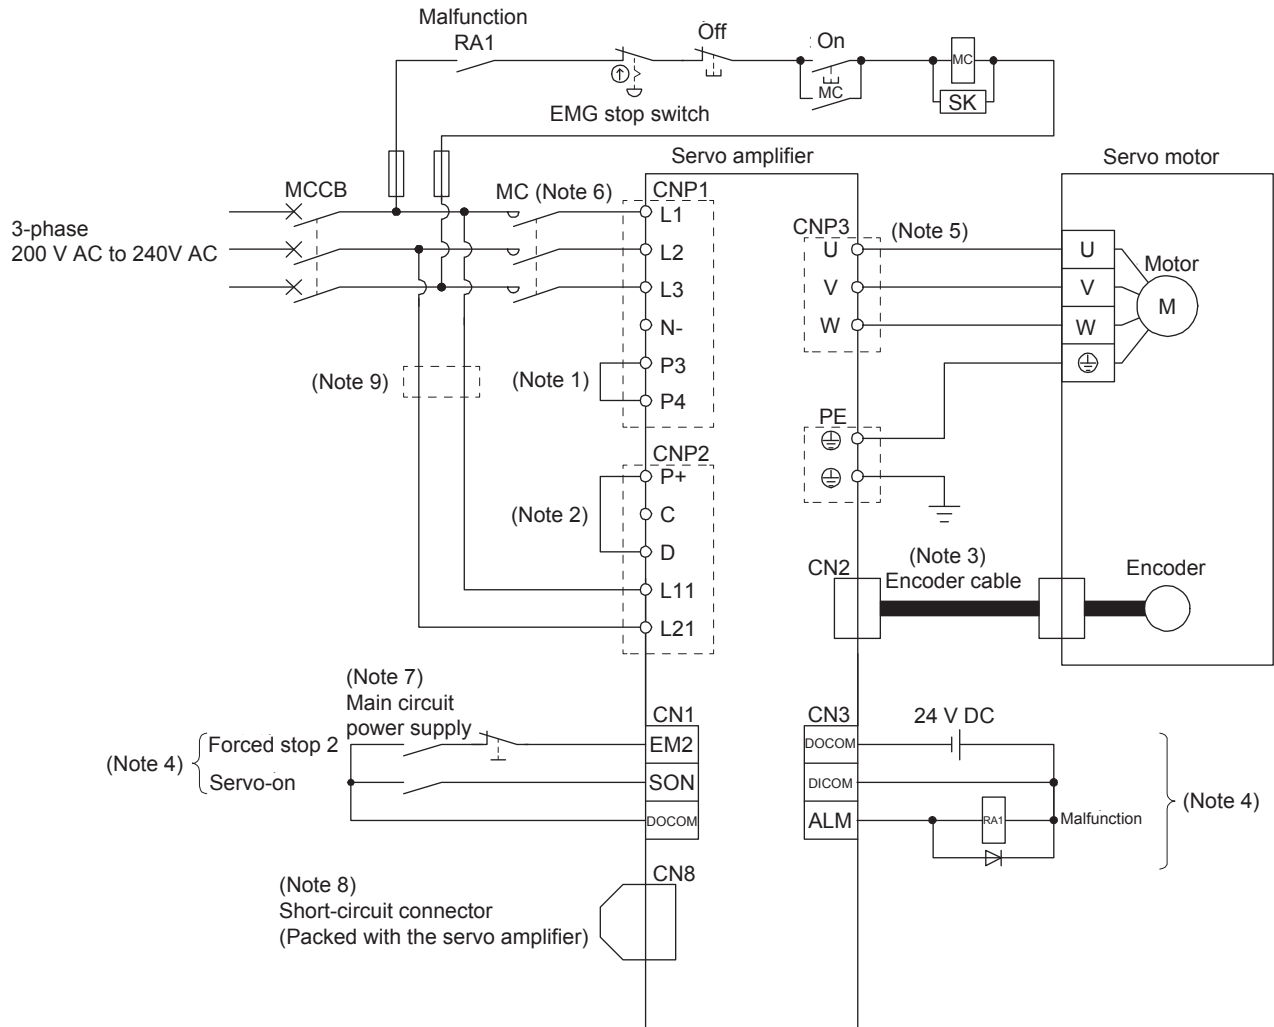 Malfunction
RA1
Off
On
MC
MC
SK
EMG stop switch
Servo amplifier
Servo motor
MCCB
MC (Note 6)
CNP1
3-phase
200 V AC to 240V AC
L1
L2
L3
N-
P3
P4
(Note 1)
(Note 9)
CNP3
U
V
W
(Note 5)
U
V
W
Motor
M
PE
CNP2
P+
C
D
L11
L21
(Note 2)
CN2
(Note 3)
Encoder cable
Encoder
(Note 7)
Main circuit
power supply
(Note 4)
Forced stop 2
Servo-on
CN1
EM2
SON
DOCOM
CN3
DOCOM
DICOM
ALM
24 V DC
RA1
Malfunction
(Note 4)
CN8
(Note 8)
Short-circuit connector
(Packed with the servo amplifier)